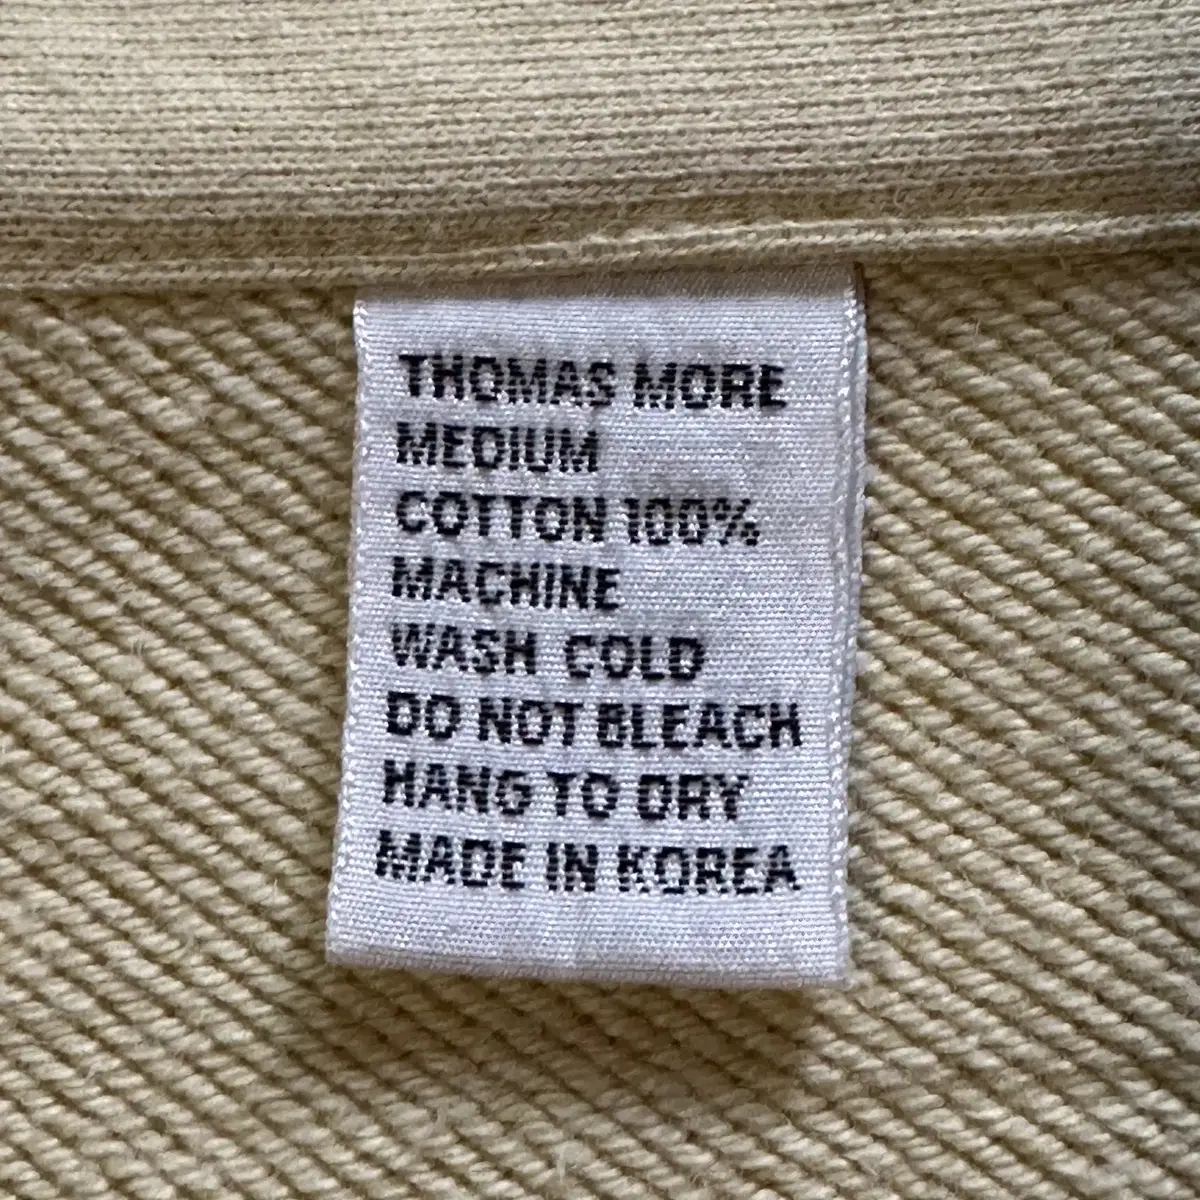 THOMAS MORE
MEDIUM
COTTON 100%
MACHINE
WASH COLD
DO NOT BLEACH
HANG TO DRY
MADE IN KOREA